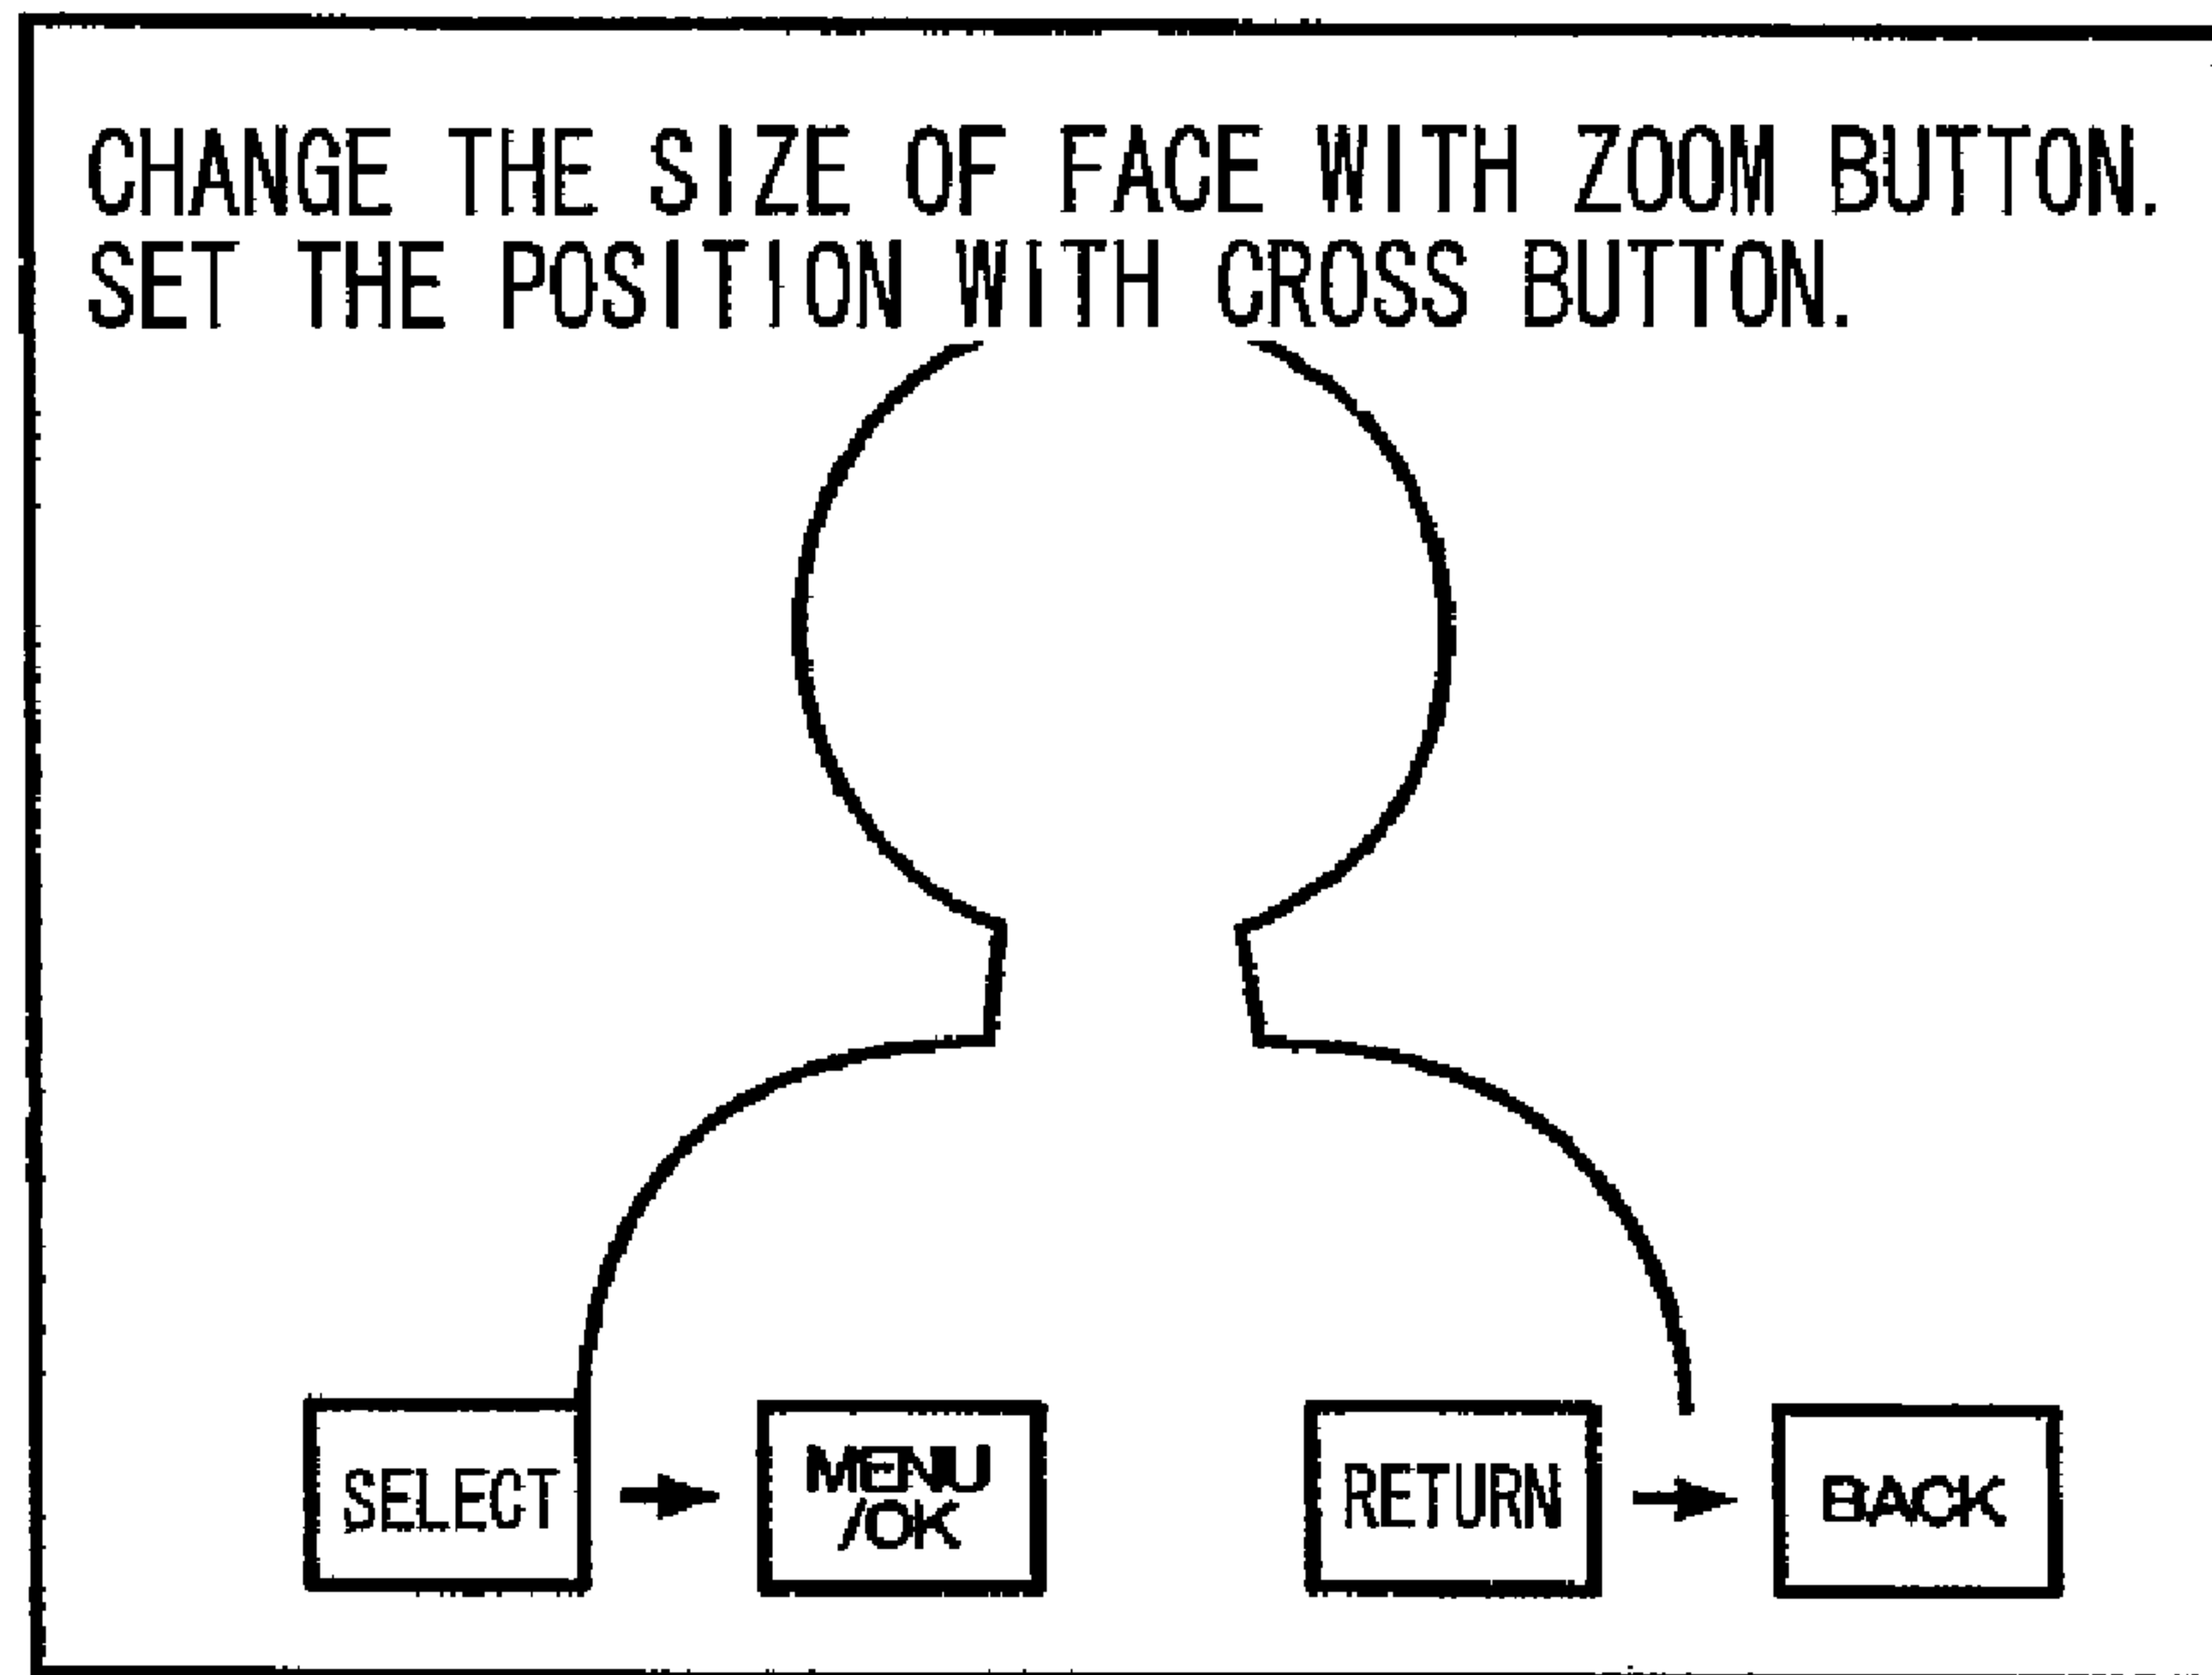 CHANGE THE SIZE OF FACE WITH ZOOM BUTTON.
SET THE POSITION WITH CROSS BUTTON.
SELECT
MENU
/OK
RETURN
BACK